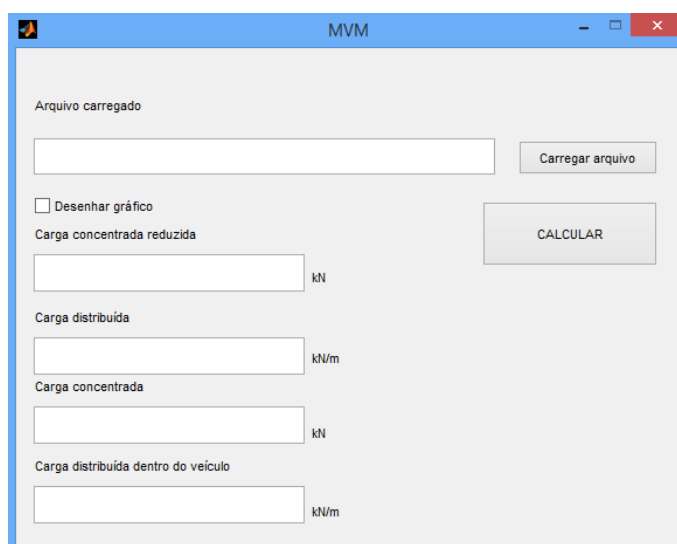 MVM
Arquivo carregado
Carregar arquivo
Desenhar gráfico
Carga concentrada reduzida
CALCULAR
kN
Carga distribuída
kN/m
Carga concentrada
kN
Carga distribuída dentro do veículo
kN/m